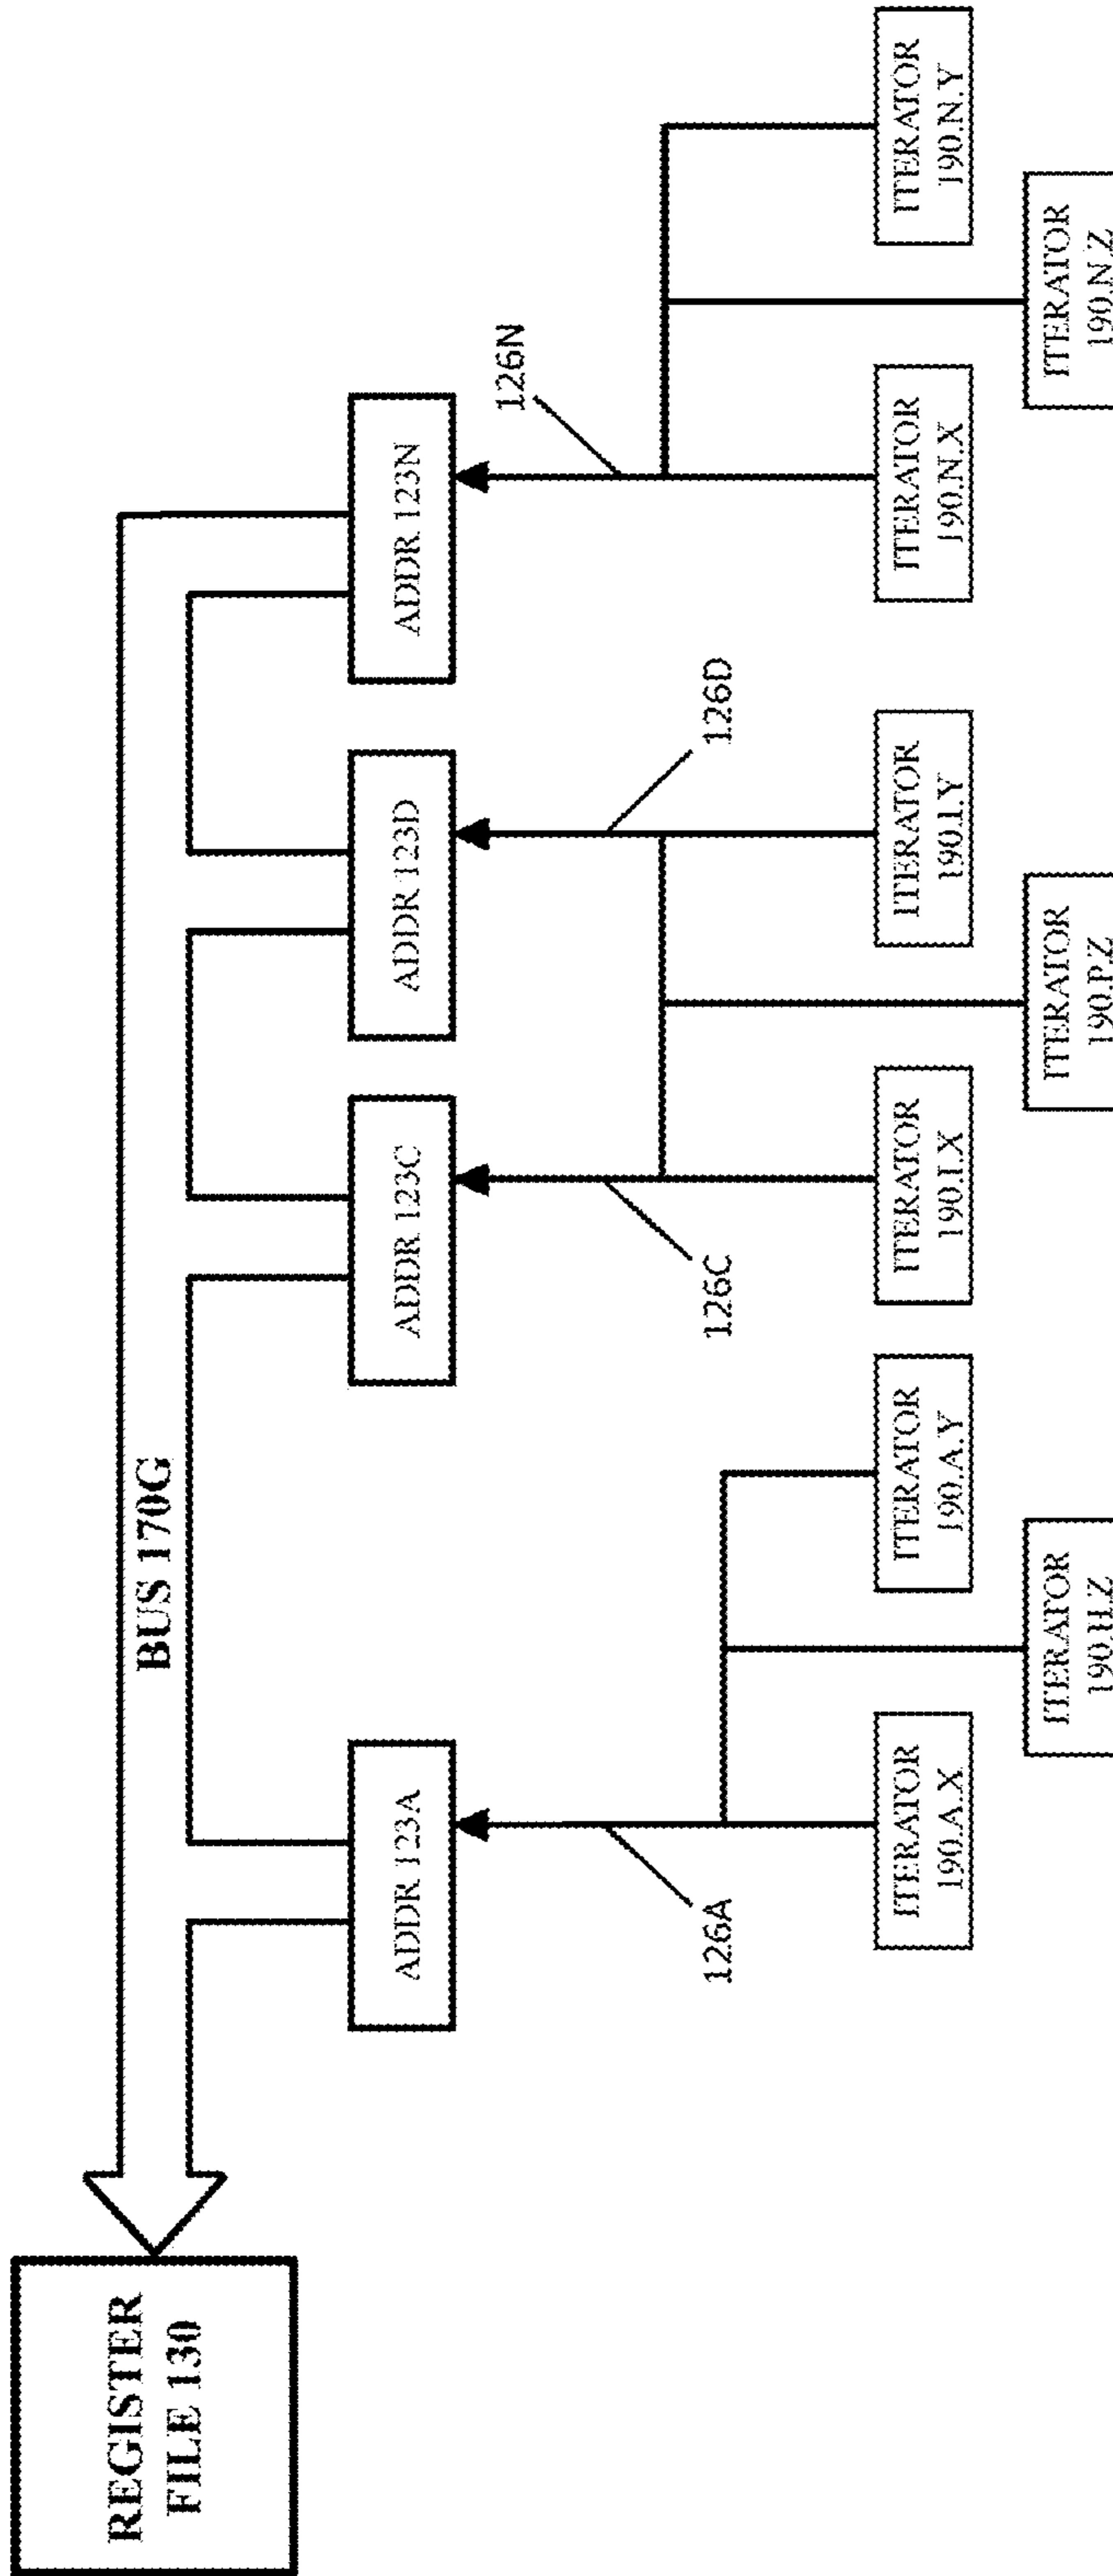 REGISTER
FILE 130
BUS 170G
ADDR 123A
ADDR 123C
ADDR 123D
ADDR 123N
126A
126C
126D
126N
ITERATOR
190.A.X
ITERATOR
190.A.Y
ITERATOR
190.I.X
ITERATOR
190.I.Y
ITERATOR
190.N.X
ITERATOR
190.N.Y
ITERATOR
190.H.Z
ITERATOR
190.P.Z
ITERATOR
190.N.Z